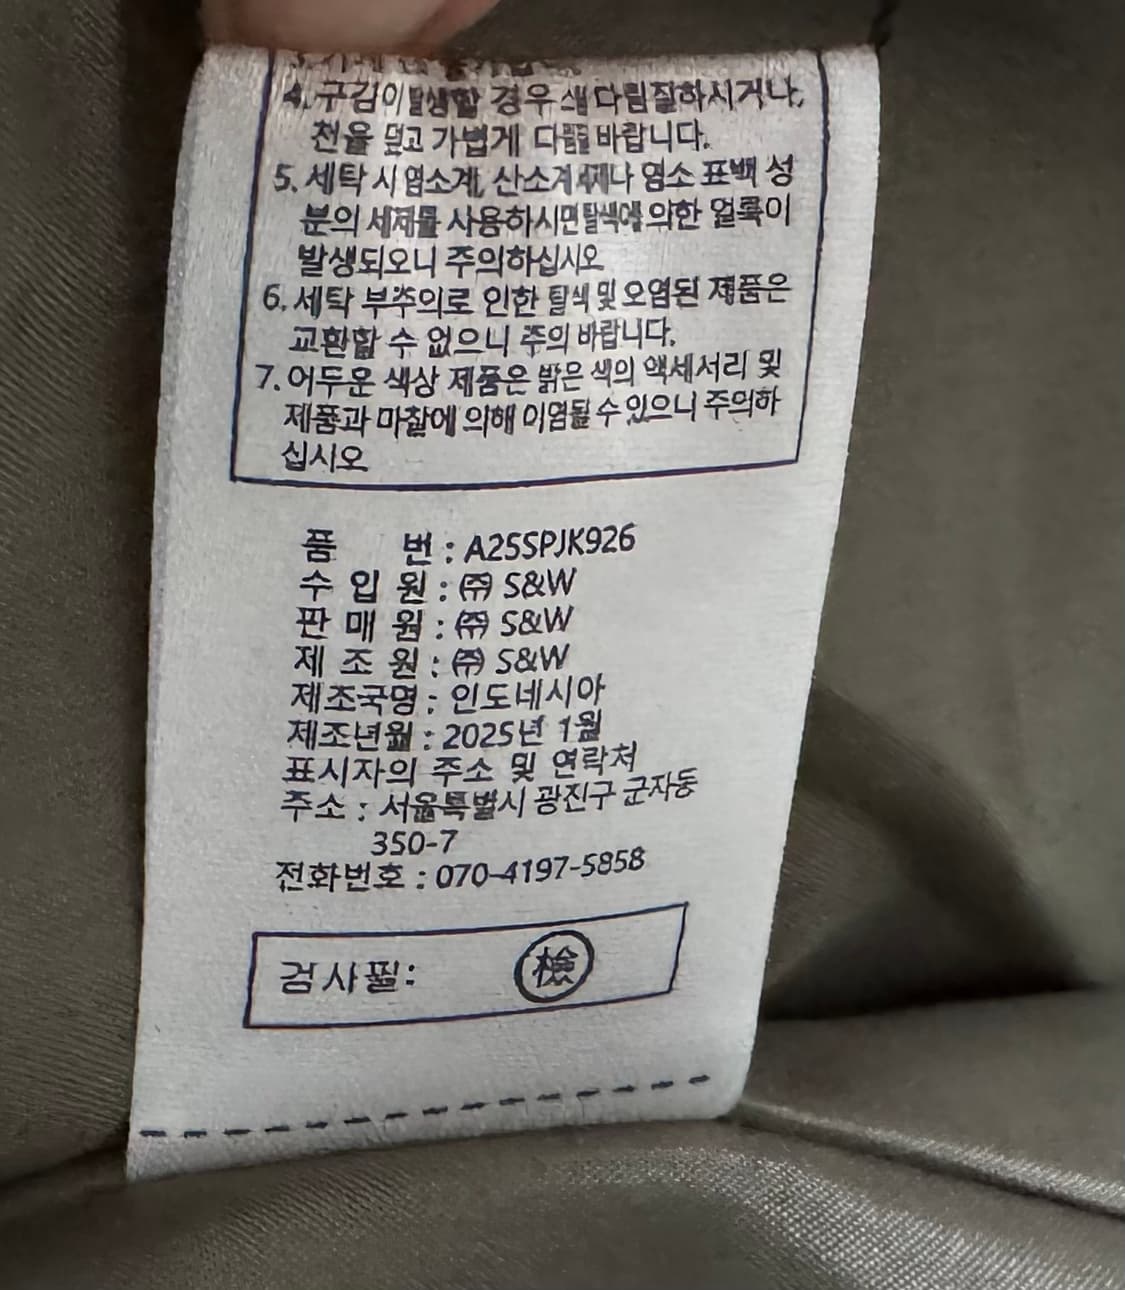 4. 구김이 발생할 경우 다림질하시거나,
천을 덮고 가볍게 다릴 바랍니다.
5. 세탁 시 염소계, 산소계 세제나 염소 표백 성
분의 세제를 사용하시면 탈색에 의한 얼룩이
발생되오니 주의하십시오
6. 세탁 부주의로 인한 탈색 및 오염된 제품은
교환할 수 없으니 주의 바랍니다.
7. 어두운 색상 제품은 밝은 색의 액세서리 및
제품과 마찰에 의해 이염될 수 있으니 주의하
십시오
품 번 : A25SPJK926
수 입 원 : ㈜ S&W
판 매 원 : ㈜ S&W
제 조 원 : ㈜ S&W
제조국명 : 인도네시아
제조년월 : 2025년 1월
표시자의 주소 및 연락처
주소 : 서울특별시 광진구 군자동
350-7
전화번호 : 070-4197-5858
검사필: 檢